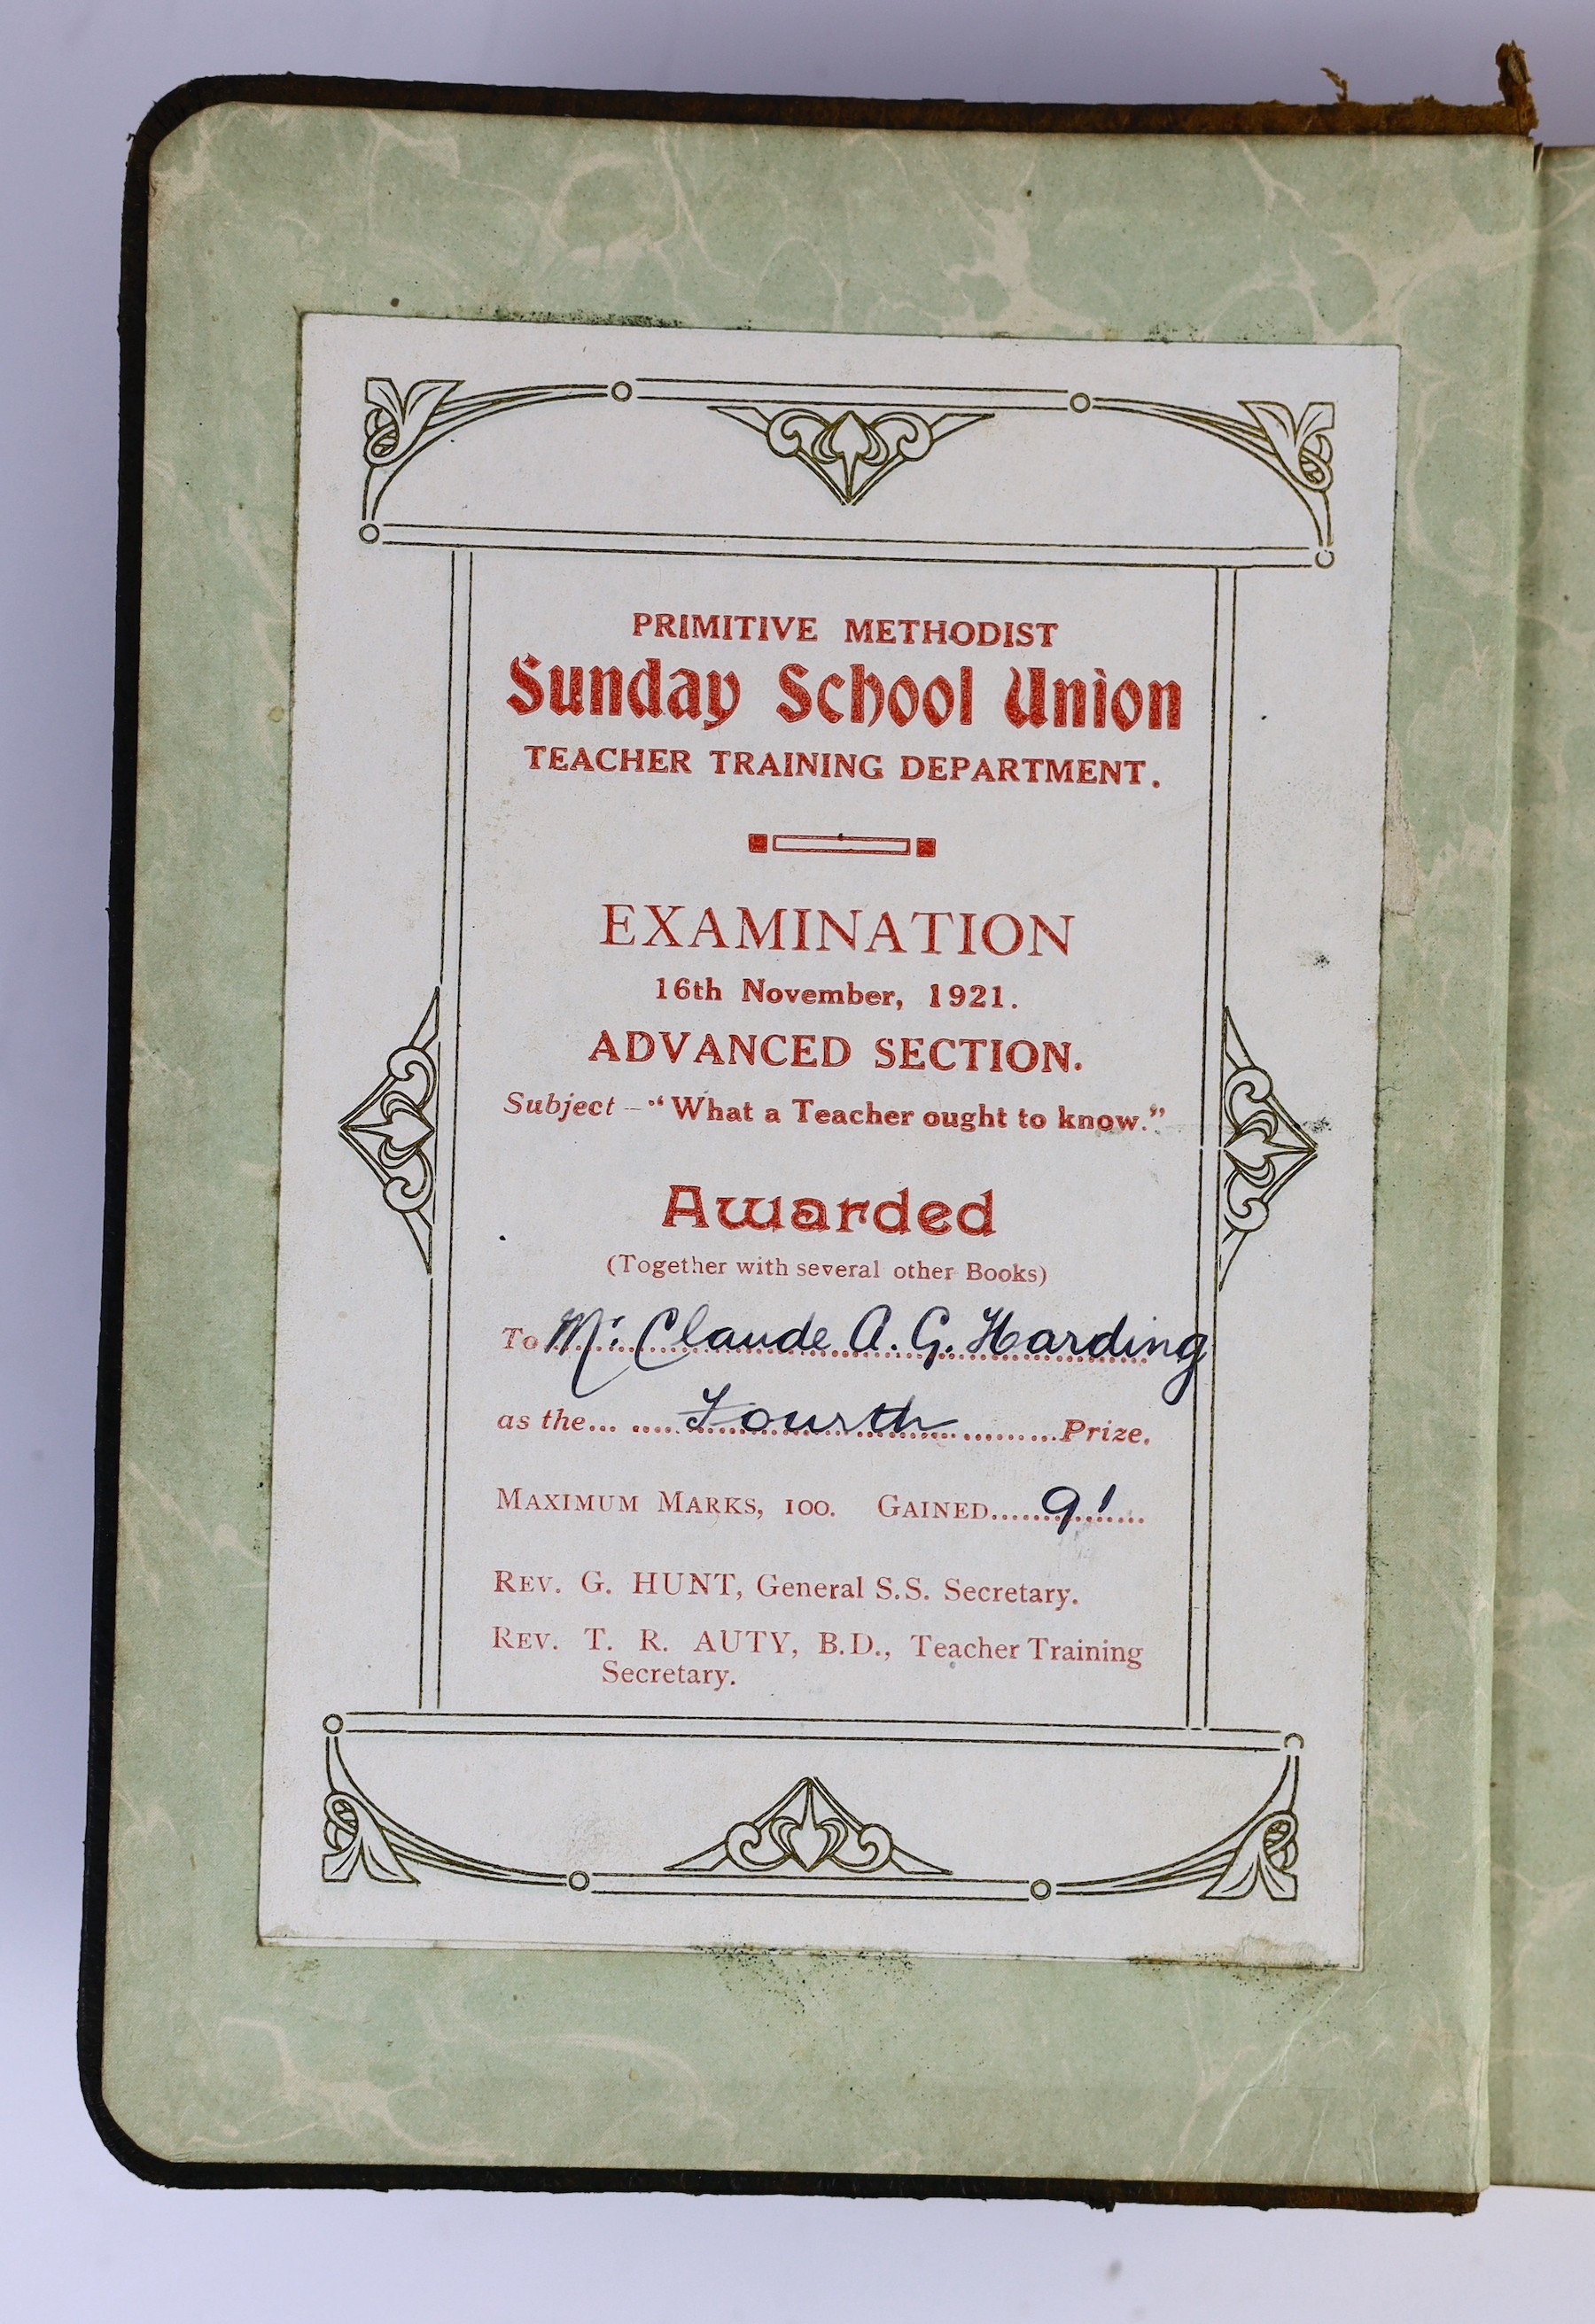 PRIMITIVE METHODIST
Sunday School Union
TEACHER TRAINING DEPARTMENT.
EXAMINATION
16th November, 1921.
ADVANCED SECTION.
Subject – "What a Teacher ought to know."
Awarded
(Together with several other Books)
To Mr. Claude A. G. Harding
as the... .....Fourth..........Prize.
MAXIMUM MARKS, 100. GAINED......91......
REV. G. HUNT, General S.S. Secretary.
REV. T. R. AUTY, B.D., Teacher Training
Secretary.